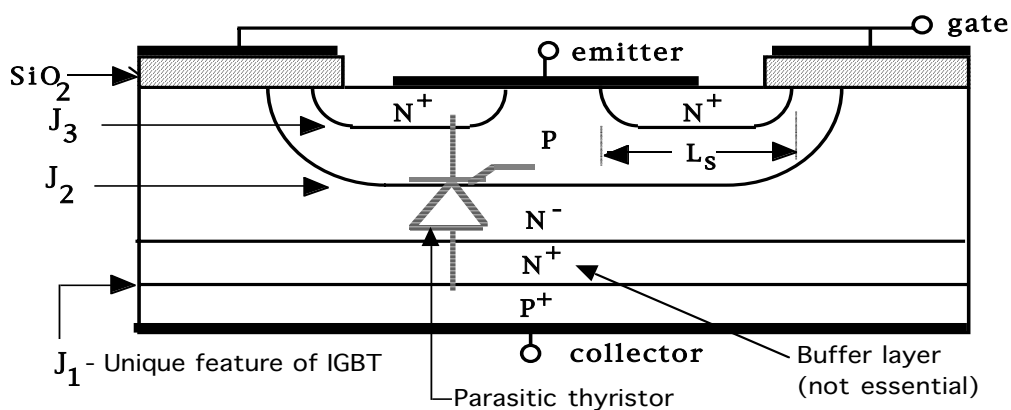 gate
emitter
SiO₂
N⁺ N⁺
J₃
P
Lₛ
J₂
N⁻
N⁺
P⁺
J₁ - Unique feature of IGBT
collector
Buffer layer
(not essential)
Parasitic thyristor